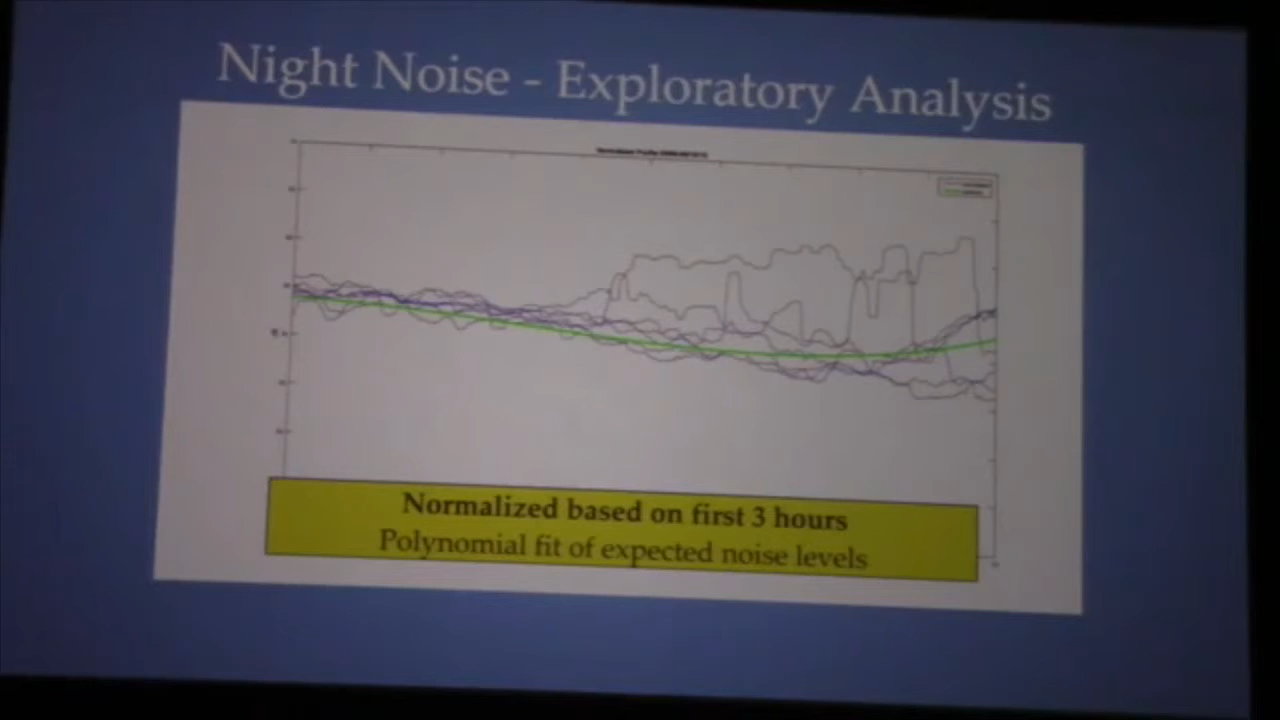 Night Noise - Exploratory Analysis
Normalized based on first 3 hours
Polynomial fit of expected noise levels